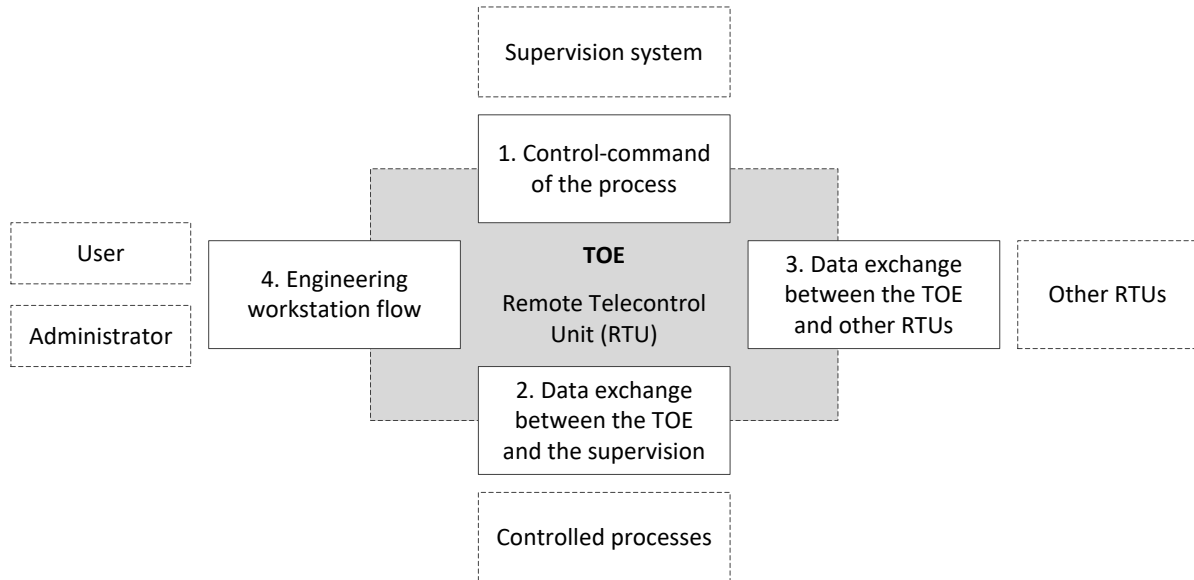 Supervision system
1. Control-command
of the process
User
Administrator
4. Engineering
workstation flow
TOE
Remote Telecontrol
Unit (RTU)
3. Data exchange
between the TOE
and other RTUs
Other RTUs
2. Data exchange
between the TOE
and the supervision
Controlled processes